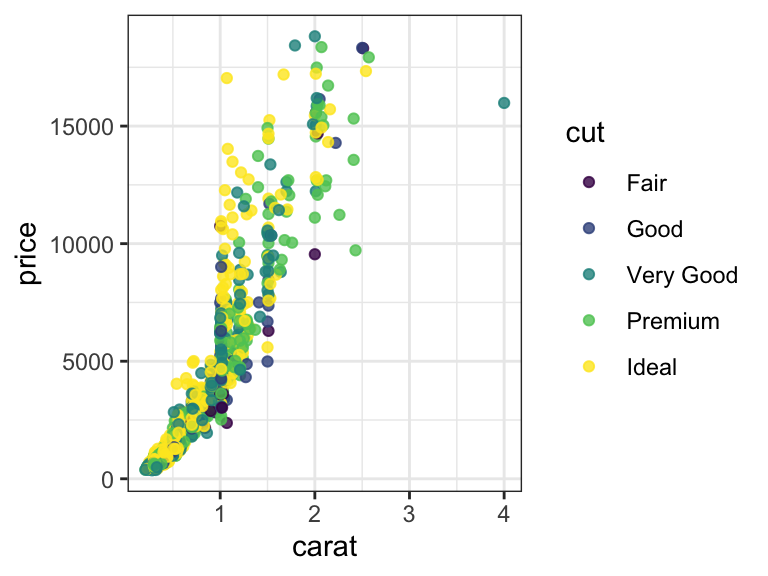 15000
10000
5000
0
price
1 2 3 4
carat
cut
Fair
Good
Very Good
Premium
Ideal